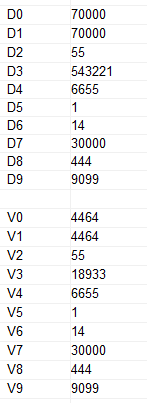 D0 70000
D1 70000
D2 55
D3 543221
D4 6655
D5 1
D6 14
D7 30000
D8 444
D9 9099
V0 4464
V1 4464
V2 55
V3 18933
V4 6655
V5 1
V6 14
V7 30000
V8 444
V9 9099